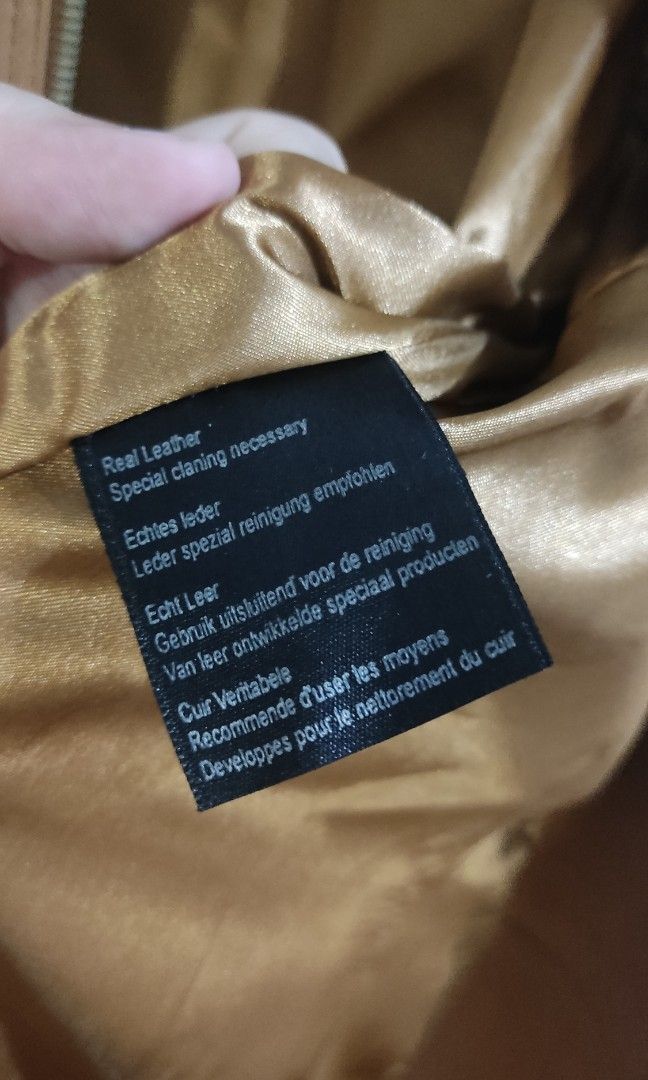 Real Leather
Special claning necessary
Echtes leder
Leder spezial reinigung empfohlen
Echt Leer
Gebruik uitsluitend voor de reiniging
Van leer ontwikkelde speciaal producten
Cuir Veritabele
Recommende d'user les moyens
Developpes pour le nettorement du cuir